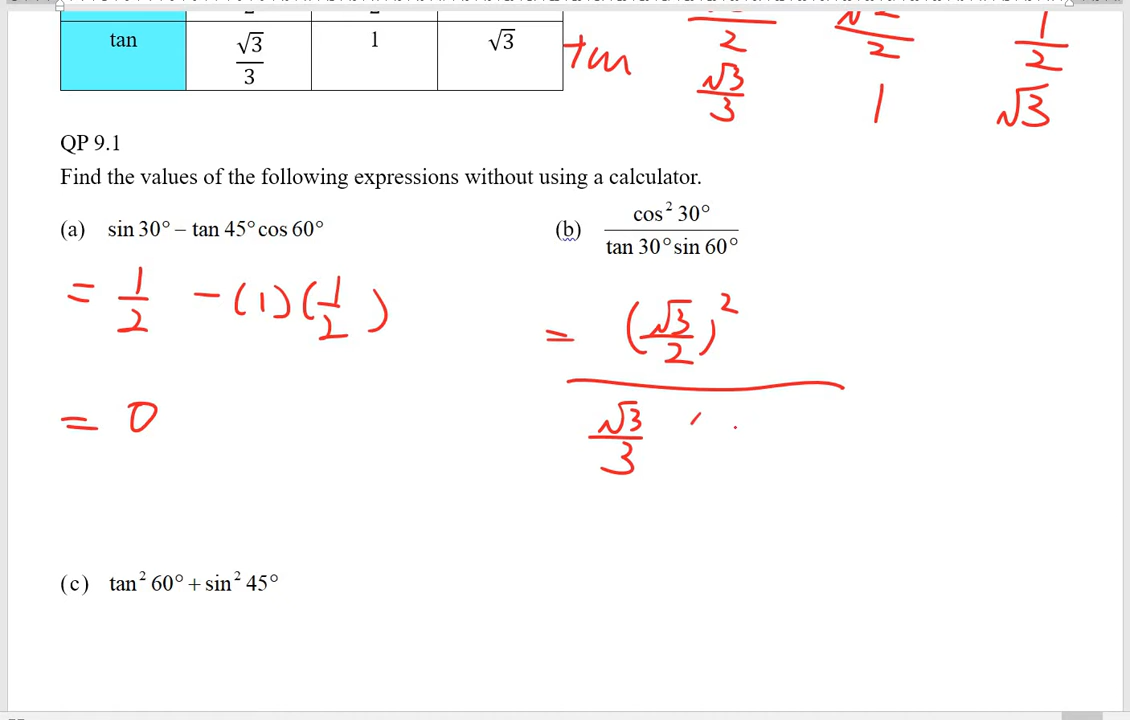 tan √3/3 1 √3
tan √3/3 1 √3
2 2 1/2
QP 9.1
Find the values of the following expressions without using a calculator.
(a) sin 30° – tan 45° cos 60°
(b) cos² 30° / tan 30° sin 60°
= 1/2 – (1)(1/2)
= 0
= (√3/2)² / √3/3
(c) tan² 60° + sin² 45°